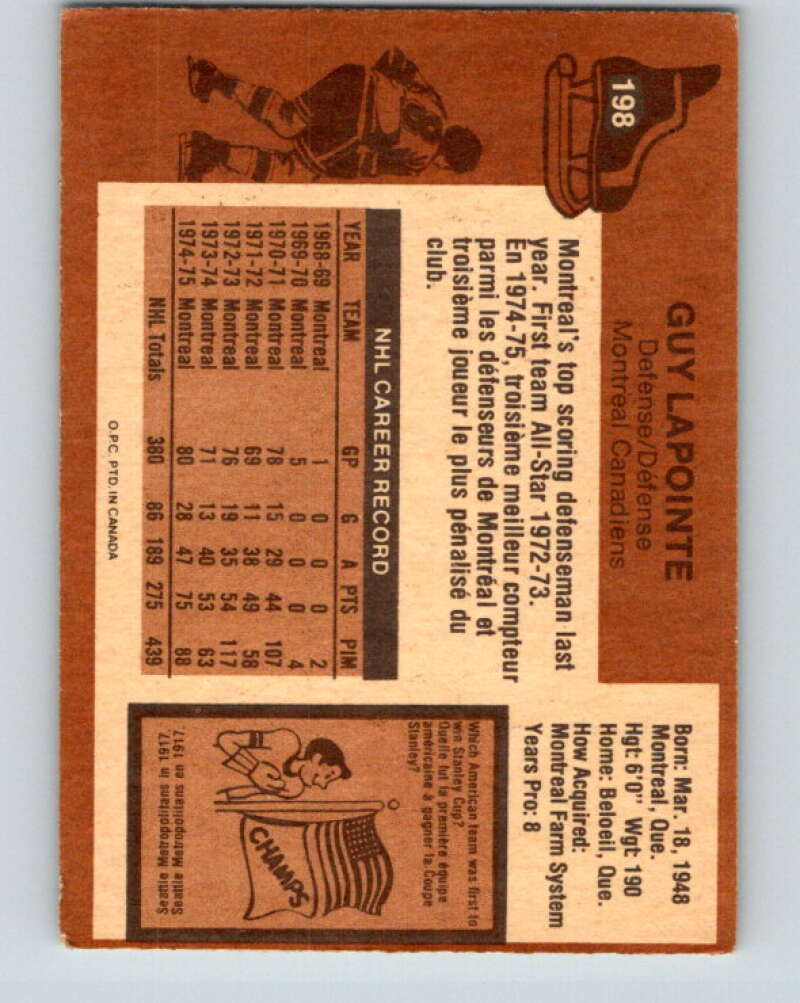 198
GUY LAPOINTE
Defense/Défense
Montreal Canadiens
Born: Mar. 18, 1948
Montreal, Que.
Hgt: 6'0" Wgt: 190
Home: Beloeil, Que.
How Acquired:
Montreal Farm System
Years Pro: 8
Montreal's top scoring defenseman last
year. First team All-Star 1972-73.
En 1974-75, troisième meilleur compteur
parmi les défenseurs de Montréal et
troisième joueur le plus pénalisé du
club.
NHL CAREER RECORD
YEAR TEAM GP G A PTS PIM
1968-69 Montreal 1 0 0 0 2
1969-70 Montreal 5 0 0 0 4
1970-71 Montreal 78 15 29 44 107
1971-72 Montreal 69 11 38 49 58
1972-73 Montreal 76 19 35 54 117
1973-74 Montreal 71 13 40 53 63
1974-75 Montreal 80 28 47 75 88
NHL Totals 380 86 189 275 439
Which American team was first to
win Stanley Cup?
Quelle fut la première équipe
américaine à gagner la Coupe
Stanley?
CHAMPS
Seattle Metropolitans in 1917.
Seattle Metropolitans en 1917.
O.P.C. PTD. IN CANADA